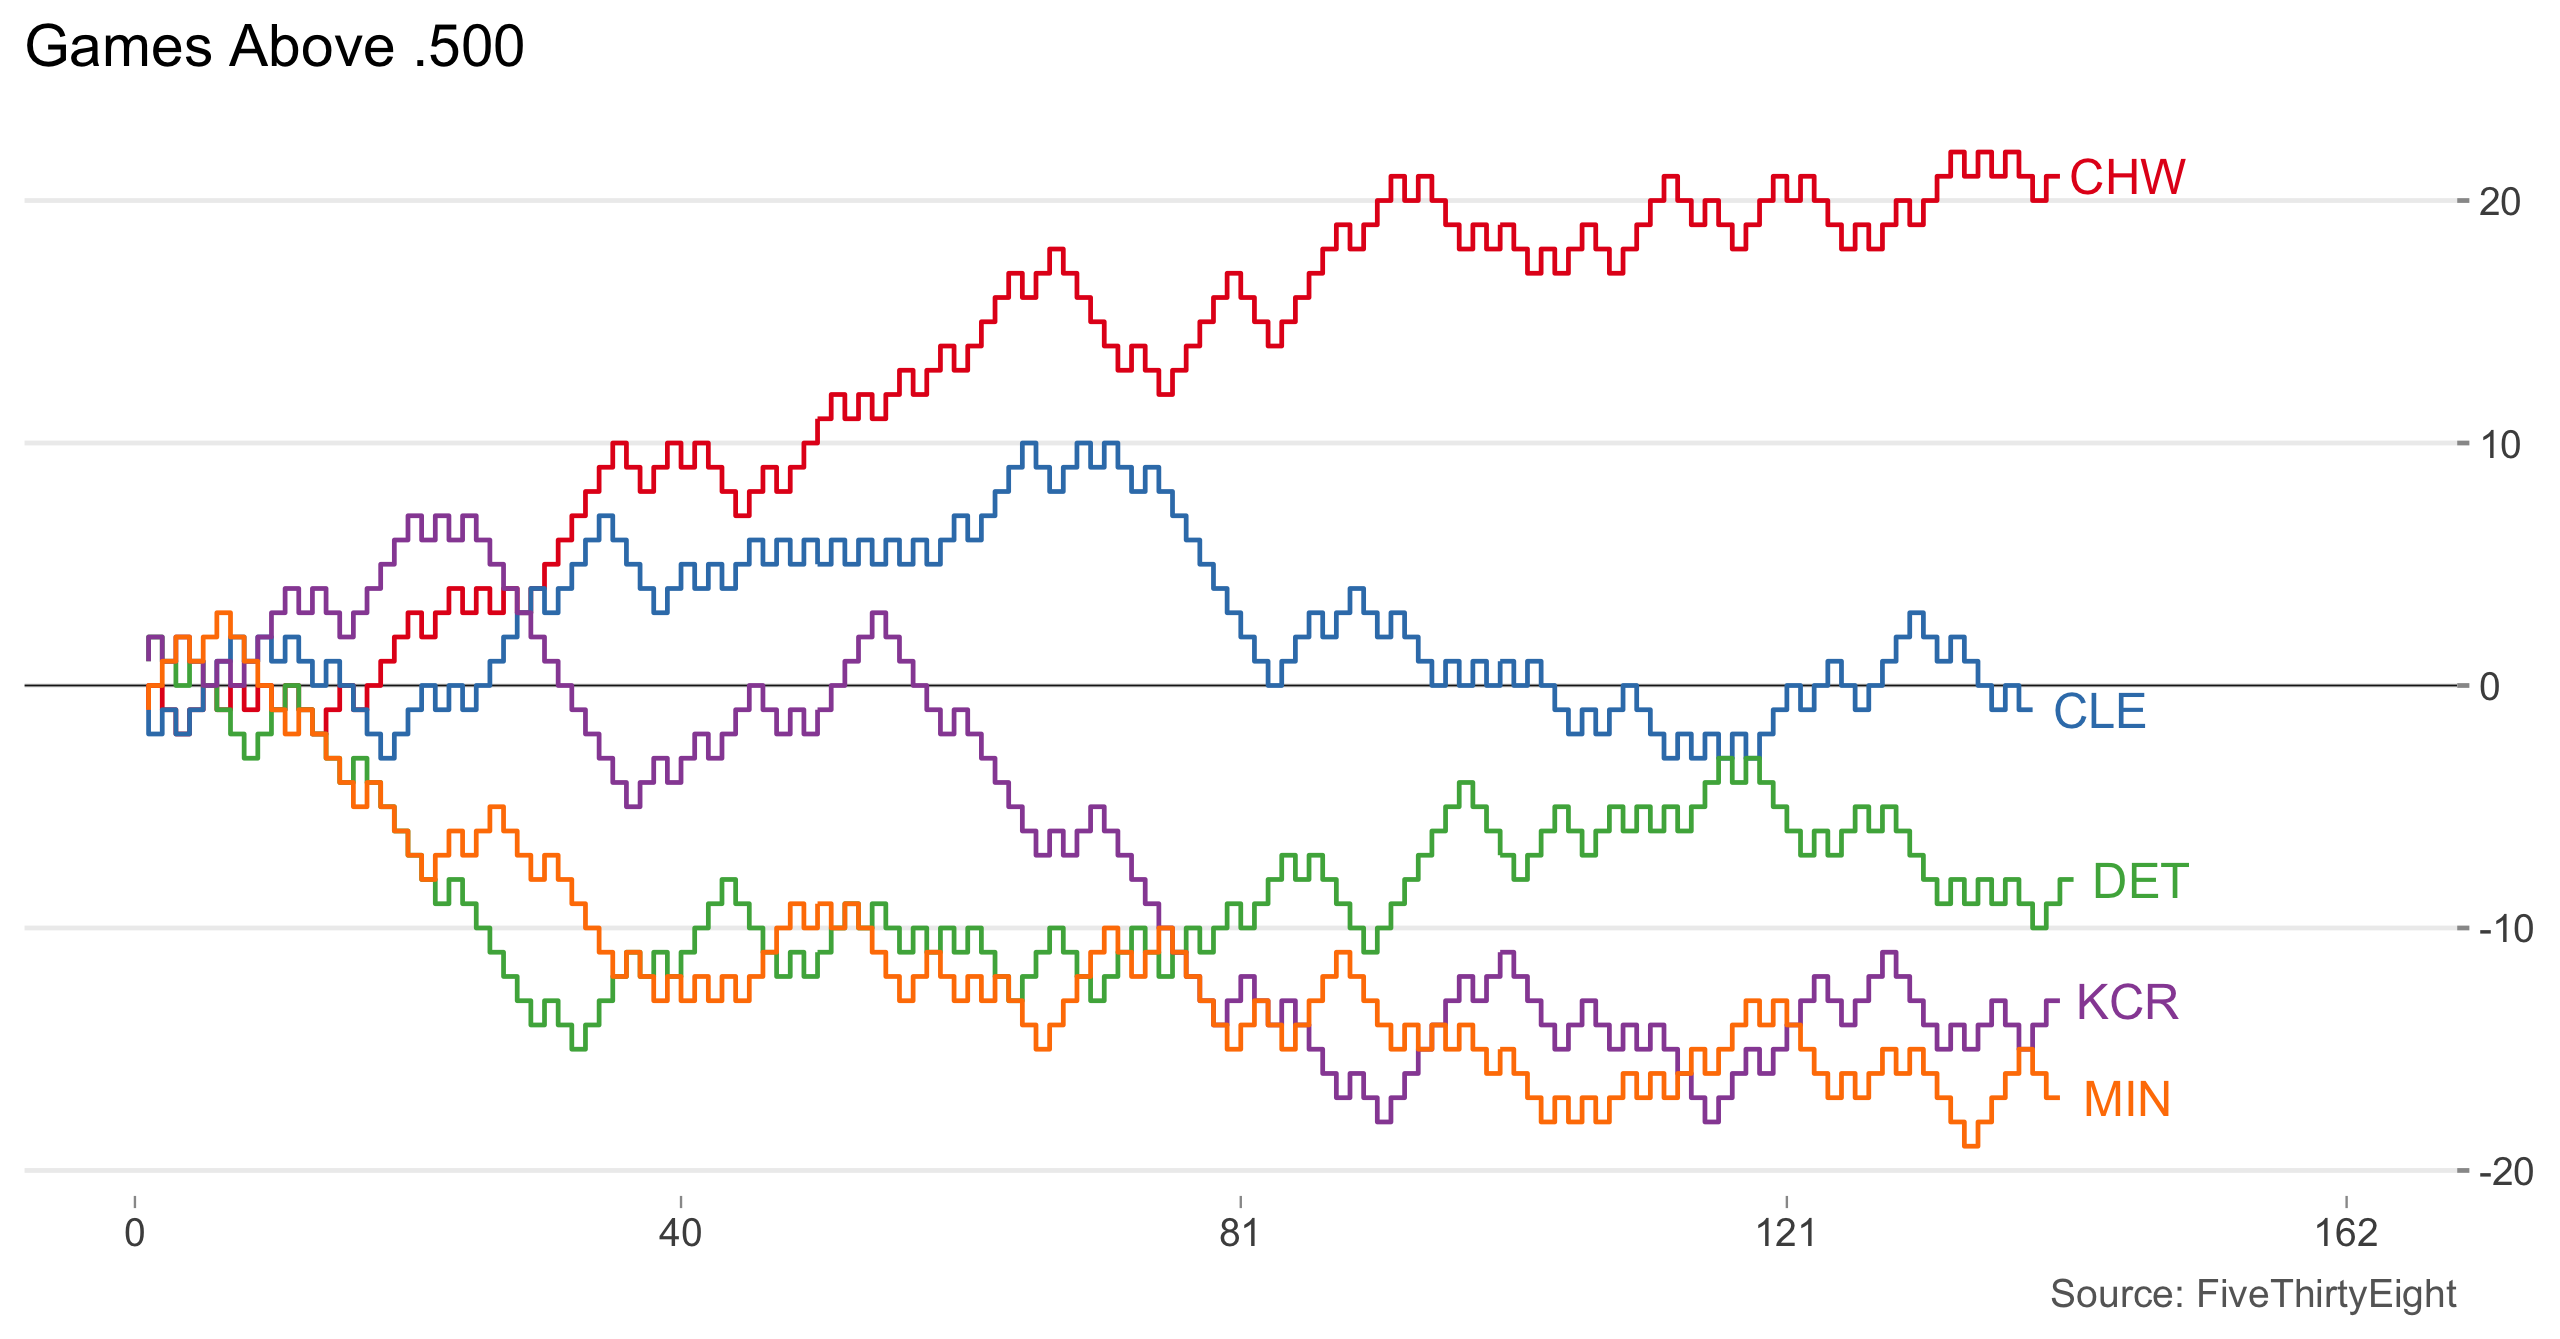 Games Above .500
CHW
20
10
0
CLE
DET
-10
KCR
MIN
-20
0 40 81 121 162
Source: FiveThirtyEight